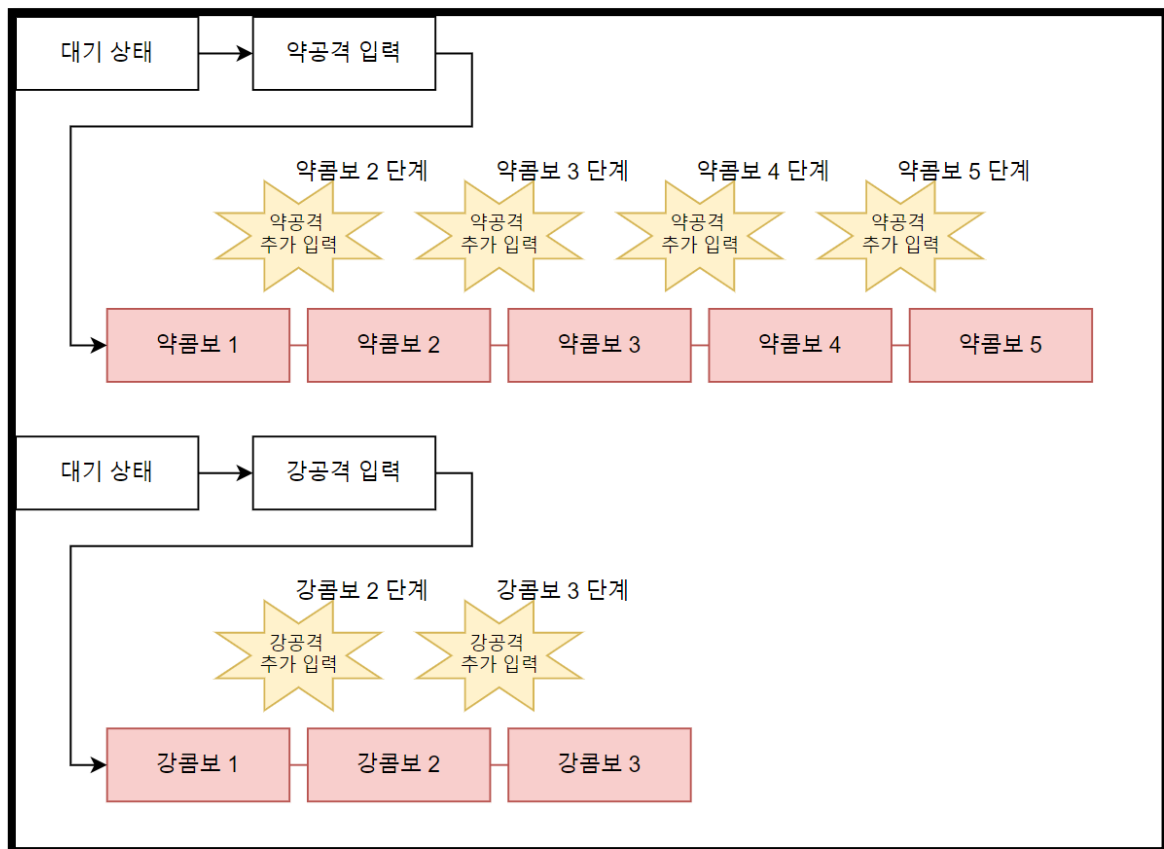 대기 상태
약공격 입력
약콤보 2 단계
약콤보 3 단계
약콤보 4 단계
약콤보 5 단계
약공격
추가 입력
약공격
추가 입력
약공격
추가 입력
약공격
추가 입력
약콤보 1
약콤보 2
약콤보 3
약콤보 4
약콤보 5
대기 상태
강공격 입력
강콤보 2 단계
강콤보 3 단계
강공격
추가 입력
강공격
추가 입력
강콤보 1
강콤보 2
강콤보 3